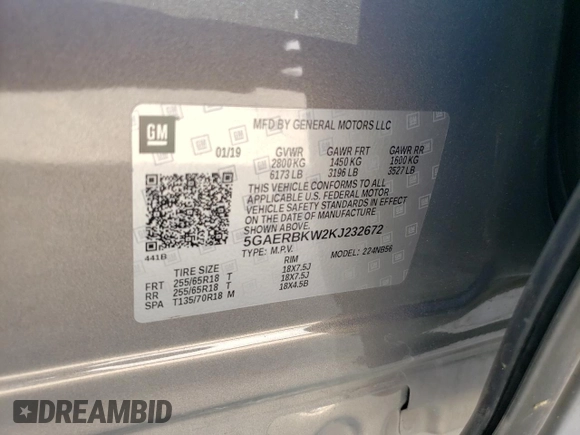 GM
MFD BY GENERAL MOTORS LLC
01/19 GVWR GAWR FRT GAWR RR
2800 KG 1450 KG 1600 KG
6173 LB 3196 LB 3527 LB
THIS VEHICLE CONFORMS TO ALL
APPLICABLE U.S. FEDERAL MOTOR
VEHICLE SAFETY STANDARDS IN EFFECT
ON THE DATE OF MANUFACTURE
5GAERBKW2KJ232672
441B TYPE: M.P.V. MODEL: 224NB56
TIRE SIZE RIM
FRT 255/65R18 T 18X7.5J
RR 255/65R18 T 18X7.5J
SPA T135/70R18 M 18X4.5B
DREAMBID